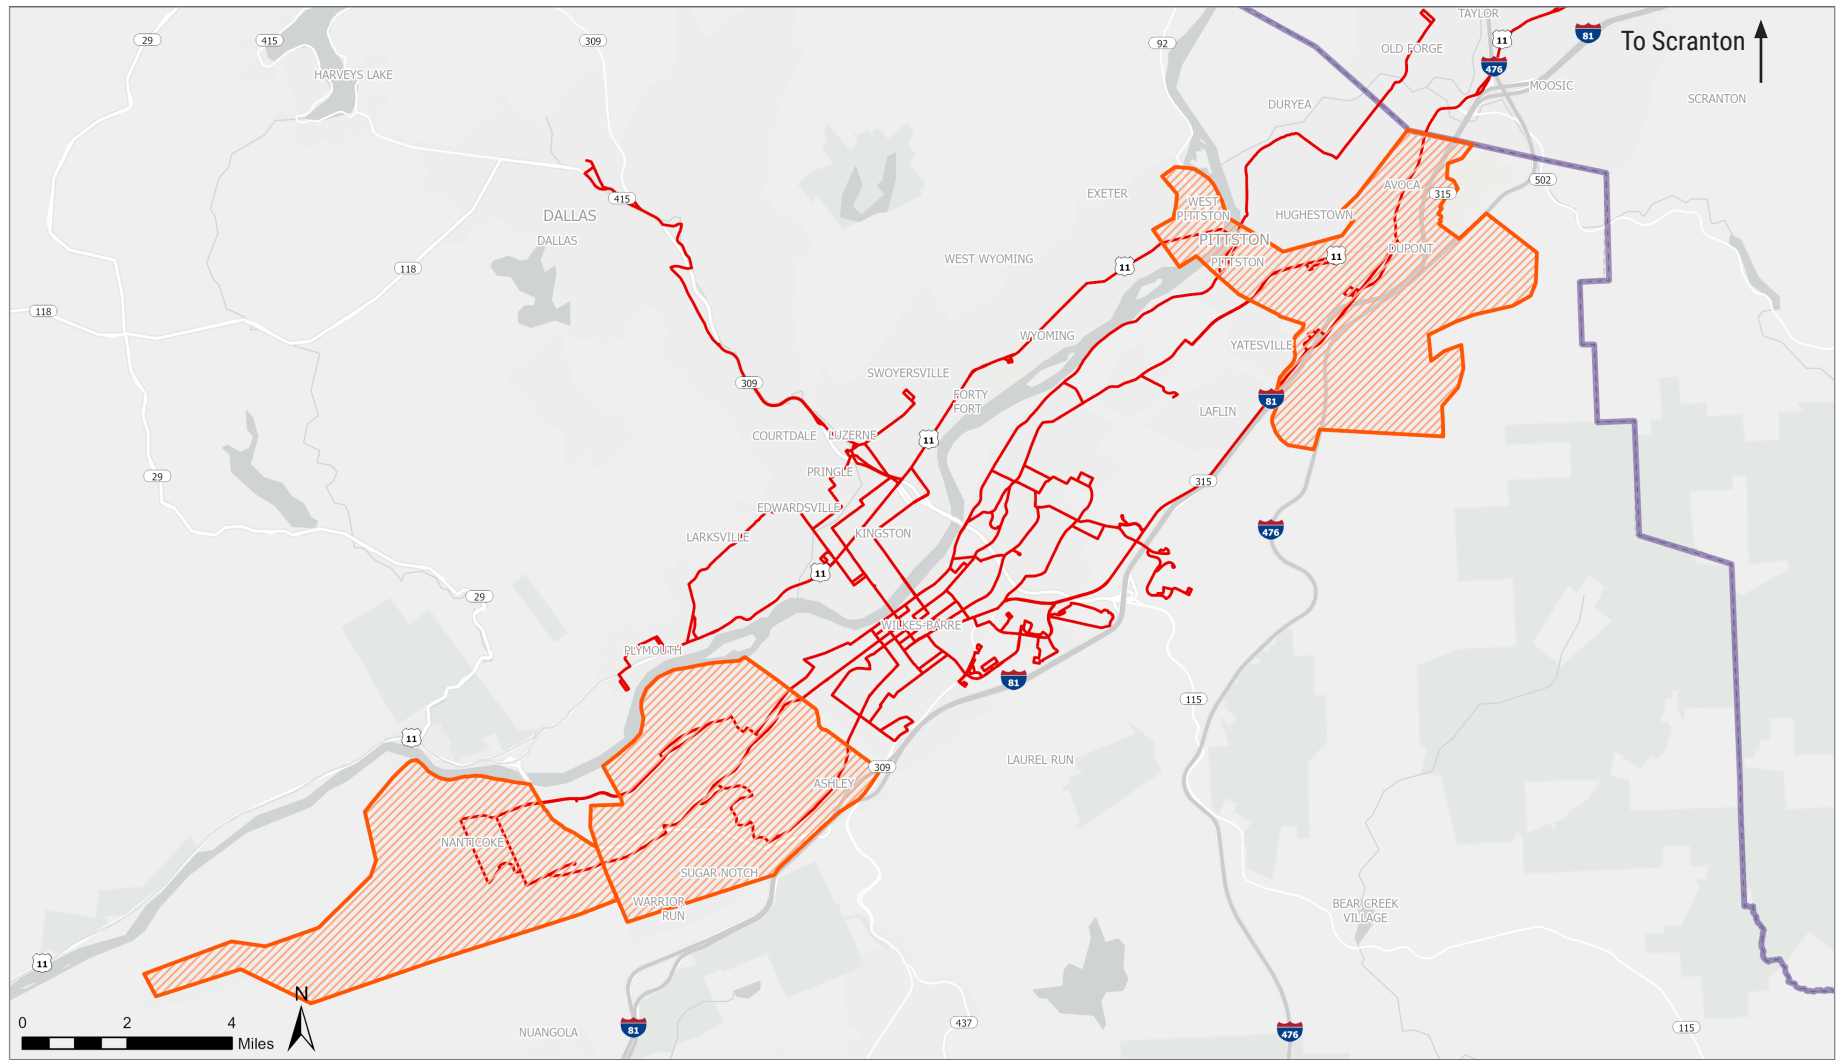 TAYLOR
29
415
309
92
11
81
To Scranton
OLD FORGE
476
HARVEYS LAKE
MOOSIC
SCRANTON
DURYEA
502
AVOCA
315
EXETER
415
WEST
PITTSTON
HUGHESTOWN
DALLAS
DALLAS
PITTSTON
DUPONT
WEST WYOMING
11
PITTSTON
11
118
118
WYOMING
YATESVILLE
SWOYERSVILLE
309
FORTY
FORT
81
LAFLIN
COURTDALE
LUZERNE
11
PRINGLE
29
315
EDWARDSVILLE
KINGSTON
476
LARKSVILLE
11
29
WILKES-BARRE
PLYMOUTH
81
115
11
LAUREL RUN
309
ASHLEY
NANTICOKE
SUGAR NOTCH
WARRIOR
RUN
BEAR CREEK
VILLAGE
11
N
0
2
4
Miles
NUANGOLA
81
437
476
115